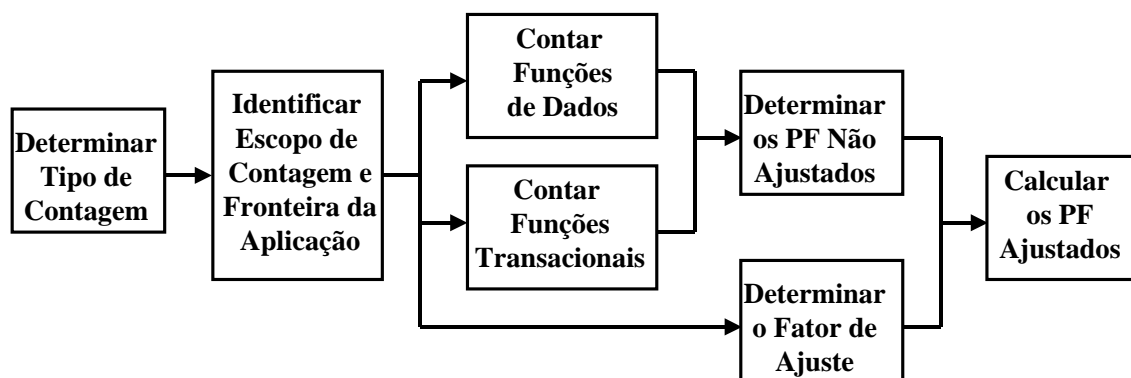 Determinar
Tipo de
Contagem
Identificar
Escopo de
Contagem e
Fronteira da
Aplicação
Contar
Funções
de Dados
Contar
Funções
Transacionais
Determinar
os PF Não
Ajustados
Determinar
o Fator de
Ajuste
Calcular
os PF
Ajustados